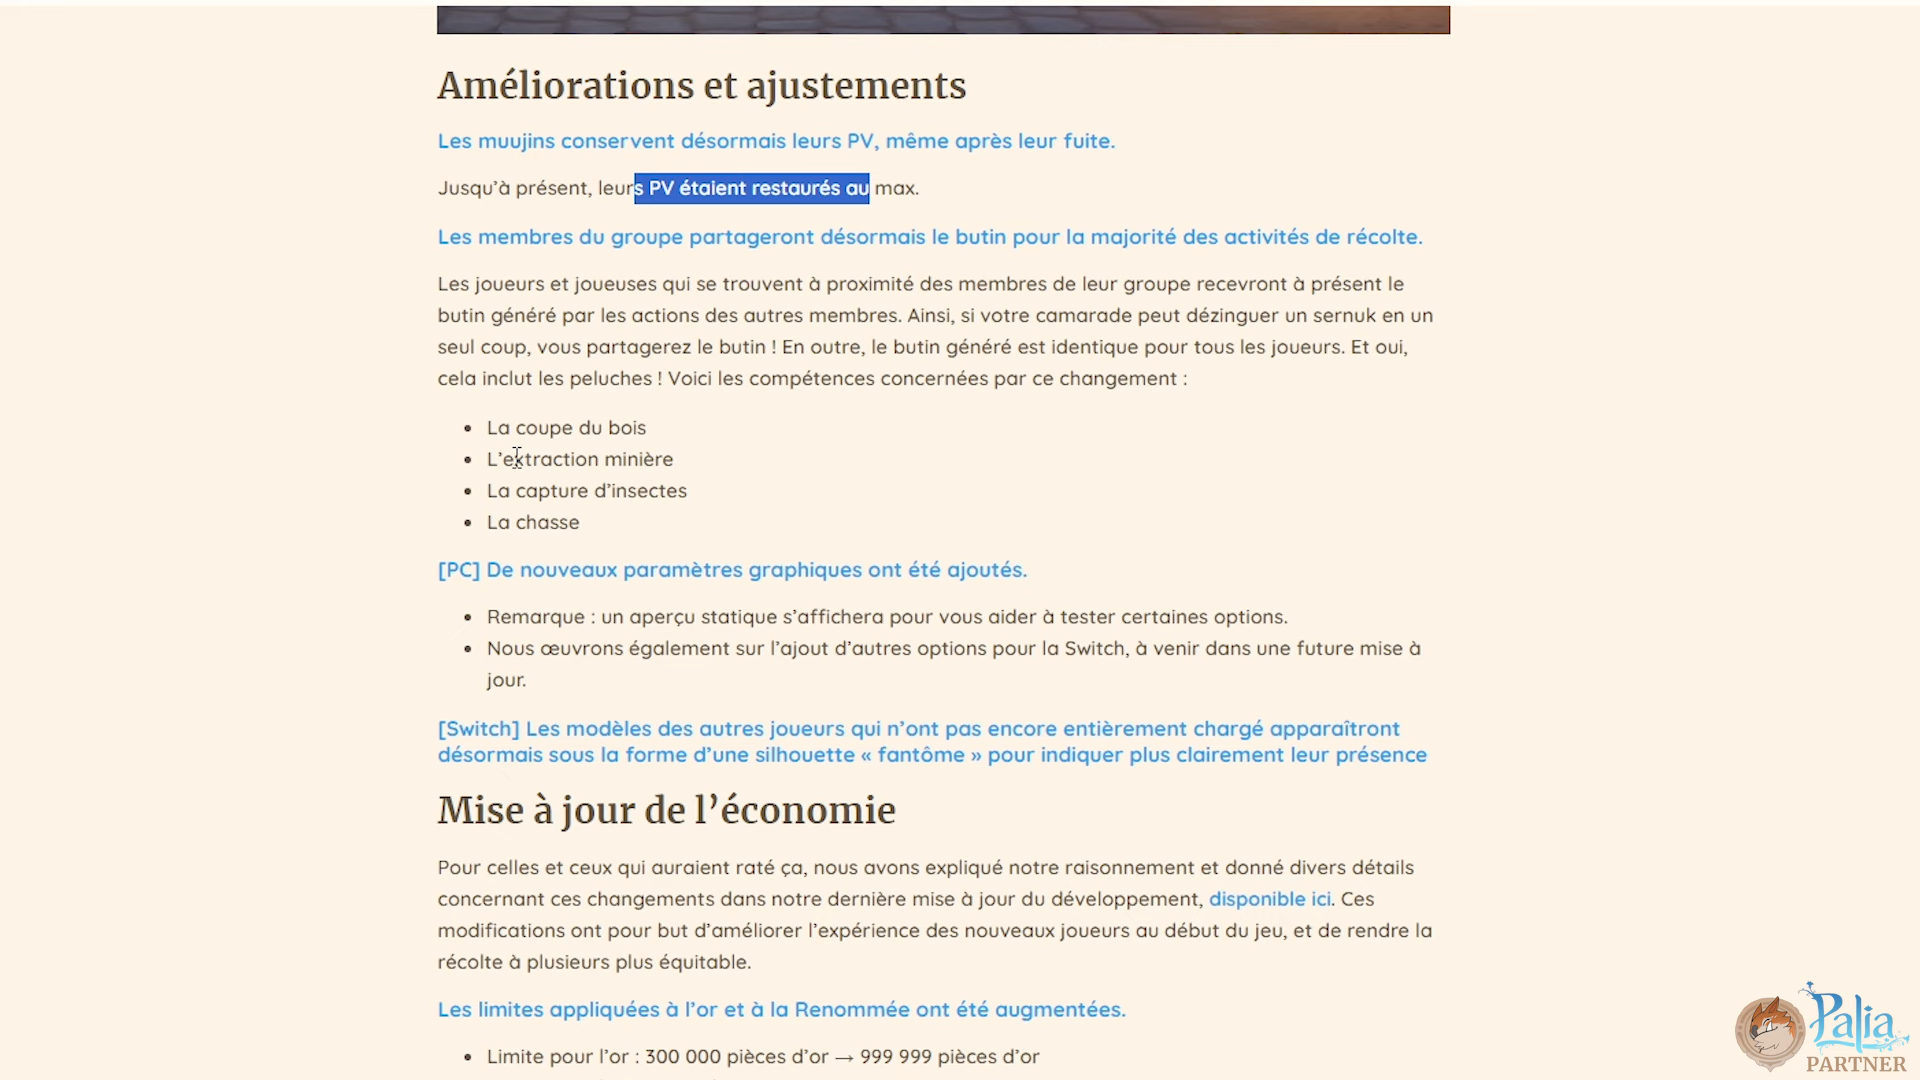 Améliorations et ajustements
Les muujins conservent désormais leurs PV, même après leur fuite.
Jusqu’à présent, leurs PV étaient restaurés au max.
Les membres du groupe partageront désormais le butin pour la majorité des activités de récolte.
Les joueurs et joueuses qui se trouvent à proximité des membres de leur groupe recevront à présent le
butin généré par les actions des autres membres. Ainsi, si votre camarade peut dézinguer un sernuk en un
seul coup, vous partagerez le butin ! En outre, le butin généré est identique pour tous les joueurs. Et oui,
cela inclut les peluches ! Voici les compétences concernées par ce changement :
• La coupe du bois
• L’extraction minière
• La capture d’insectes
• La chasse
[PC] De nouveaux paramètres graphiques ont été ajoutés.
• Remarque : un aperçu statique s’affichera pour vous aider à tester certaines options.
• Nous œuvrons également sur l’ajout d’autres options pour la Switch, à venir dans une future mise à
jour.
[Switch] Les modèles des autres joueurs qui n’ont pas encore entièrement chargé apparaîtront
désormais sous la forme d’une silhouette « fantôme » pour indiquer plus clairement leur présence
Mise à jour de l’économie
Pour celles et ceux qui auraient raté ça, nous avons expliqué notre raisonnement et donné divers détails
concernant ces changements dans notre dernière mise à jour du développement, disponible ici. Ces
modifications ont pour but d’améliorer l’expérience des nouveaux joueurs au début du jeu, et de rendre la
récolte à plusieurs plus équitable.
Les limites appliquées à l’or et à la Renommée ont été augmentées.
• Limite pour l’or : 300 000 pièces d’or → 999 999 pièces d’or
Palia
PARTNER